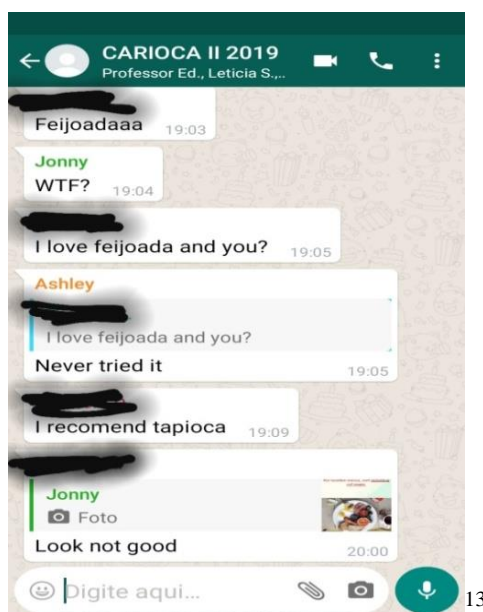 CARIOCA II 2019
Professor Ed., Leticia S.,..
Feijoadaaa 19:03
Jonny
WTF? 19:04
I love feijoada and you? 19:05
Ashley
I love feijoada and you?
Never tried it 19:05
I recomend tapioca 19:09
Jonny
Foto
Look not good 20:00
Digite aqui...
13